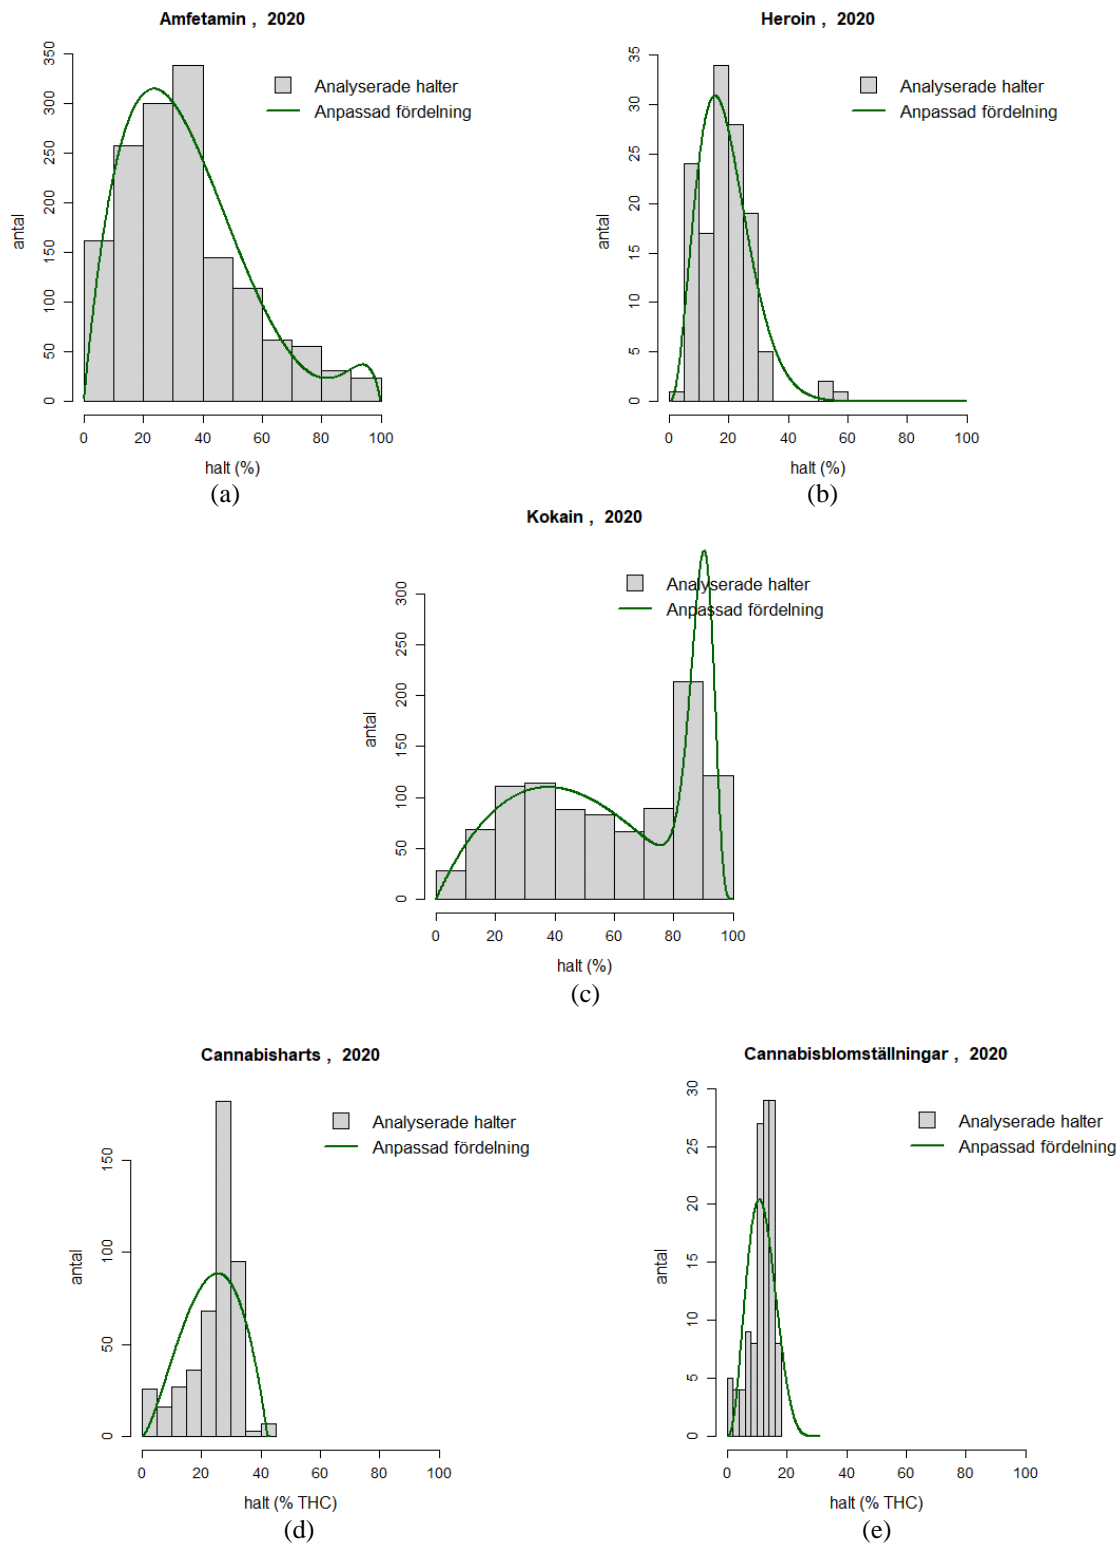 Amfetamin , 2020
350
300
250
200
150
100
50
0
antal
Analyserade halter
Anpassad fördelning
0 20 40 60 80 100
halt (%)
(a)
Heroin , 2020
35
30
25
20
15
10
5
0
antal
Analyserade halter
Anpassad fördelning
0 20 40 60 80 100
halt (%)
(b)
Kokain , 2020
300
250
200
150
100
50
0
antal
Analyserade halter
Anpassad fördelning
0 20 40 60 80 100
halt (%)
(c)
Cannabisharts , 2020
150
100
50
0
antal
Analyserade halter
Anpassad fördelning
0 20 40 60 80 100
halt (% THC)
(d)
Cannabisblomställningar , 2020
30
25
20
15
10
5
0
antal
Analyserade halter
Anpassad fördelning
0 20 40 60 80 100
halt (% THC)
(e)